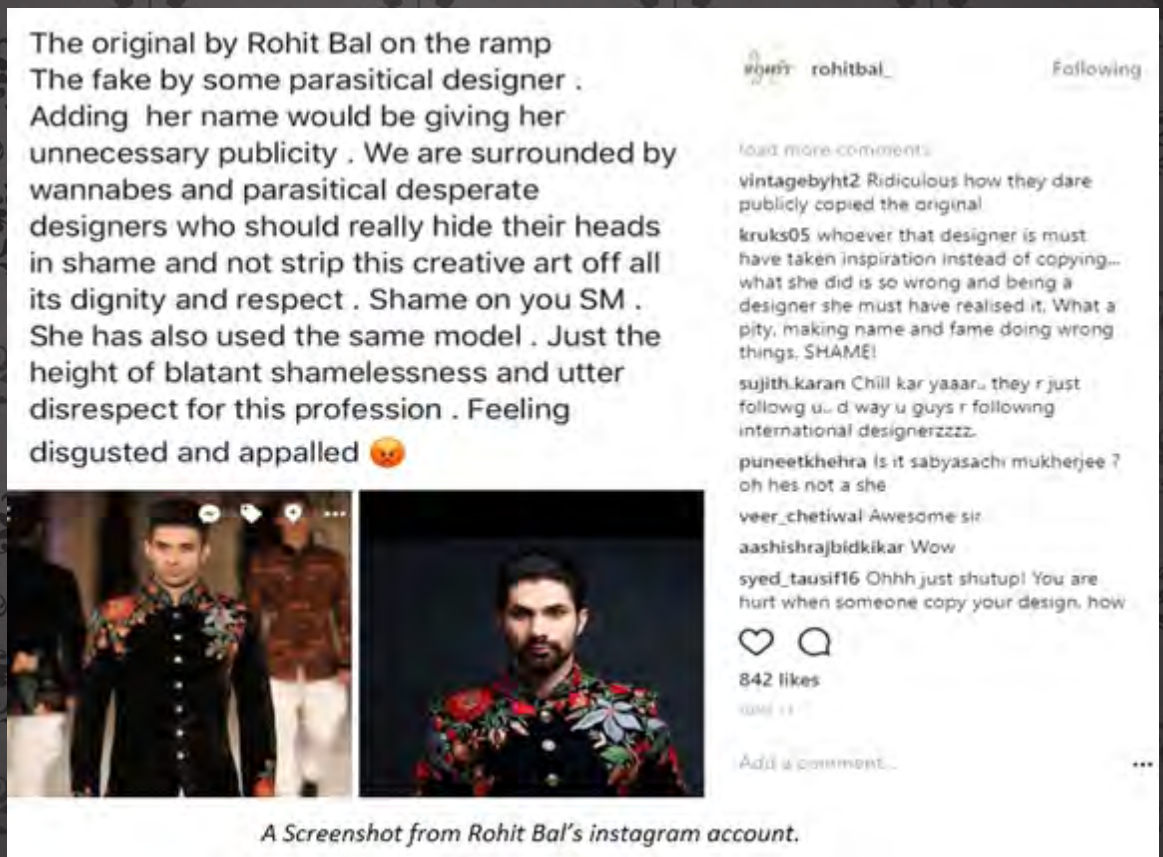 The original by Rohit Bal on the ramp
The fake by some parasitical designer .
Adding her name would be giving her
unnecessary publicity . We are surrounded by
wannabes and parasitical desperate
designers who should really hide their heads
in shame and not strip this creative art off all
its dignity and respect . Shame on you SM .
She has also used the same model . Just the
height of blatant shamelessness and utter
disrespect for this profession . Feeling
disgusted and appalled 😡
rohitbal_
Following
load more comments
vintagebyht2 Ridiculous how they dare
publicly copied the original
kruks05 whoever that designer is must
have taken inspiration instead of copying...
what she did is so wrong and being a
designer she must have realised it. What a
pity, making name and fame doing wrong
things. SHAME!
sujith.karan Chill kar yaaar.. they r just
followg u.. d way u guys r following
international designerzzzz.
puneetkhehra Is it sabyasachi mukherjee ?
oh hes not a she
veer_chetiwal Awesome sir
aashishrajbidkikar Wow
syed_tausif16 Ohhh just shutup! You are
hurt when someone copy your design, how
842 likes
Add a comment...
A Screenshot from Rohit Bal's instagram account.